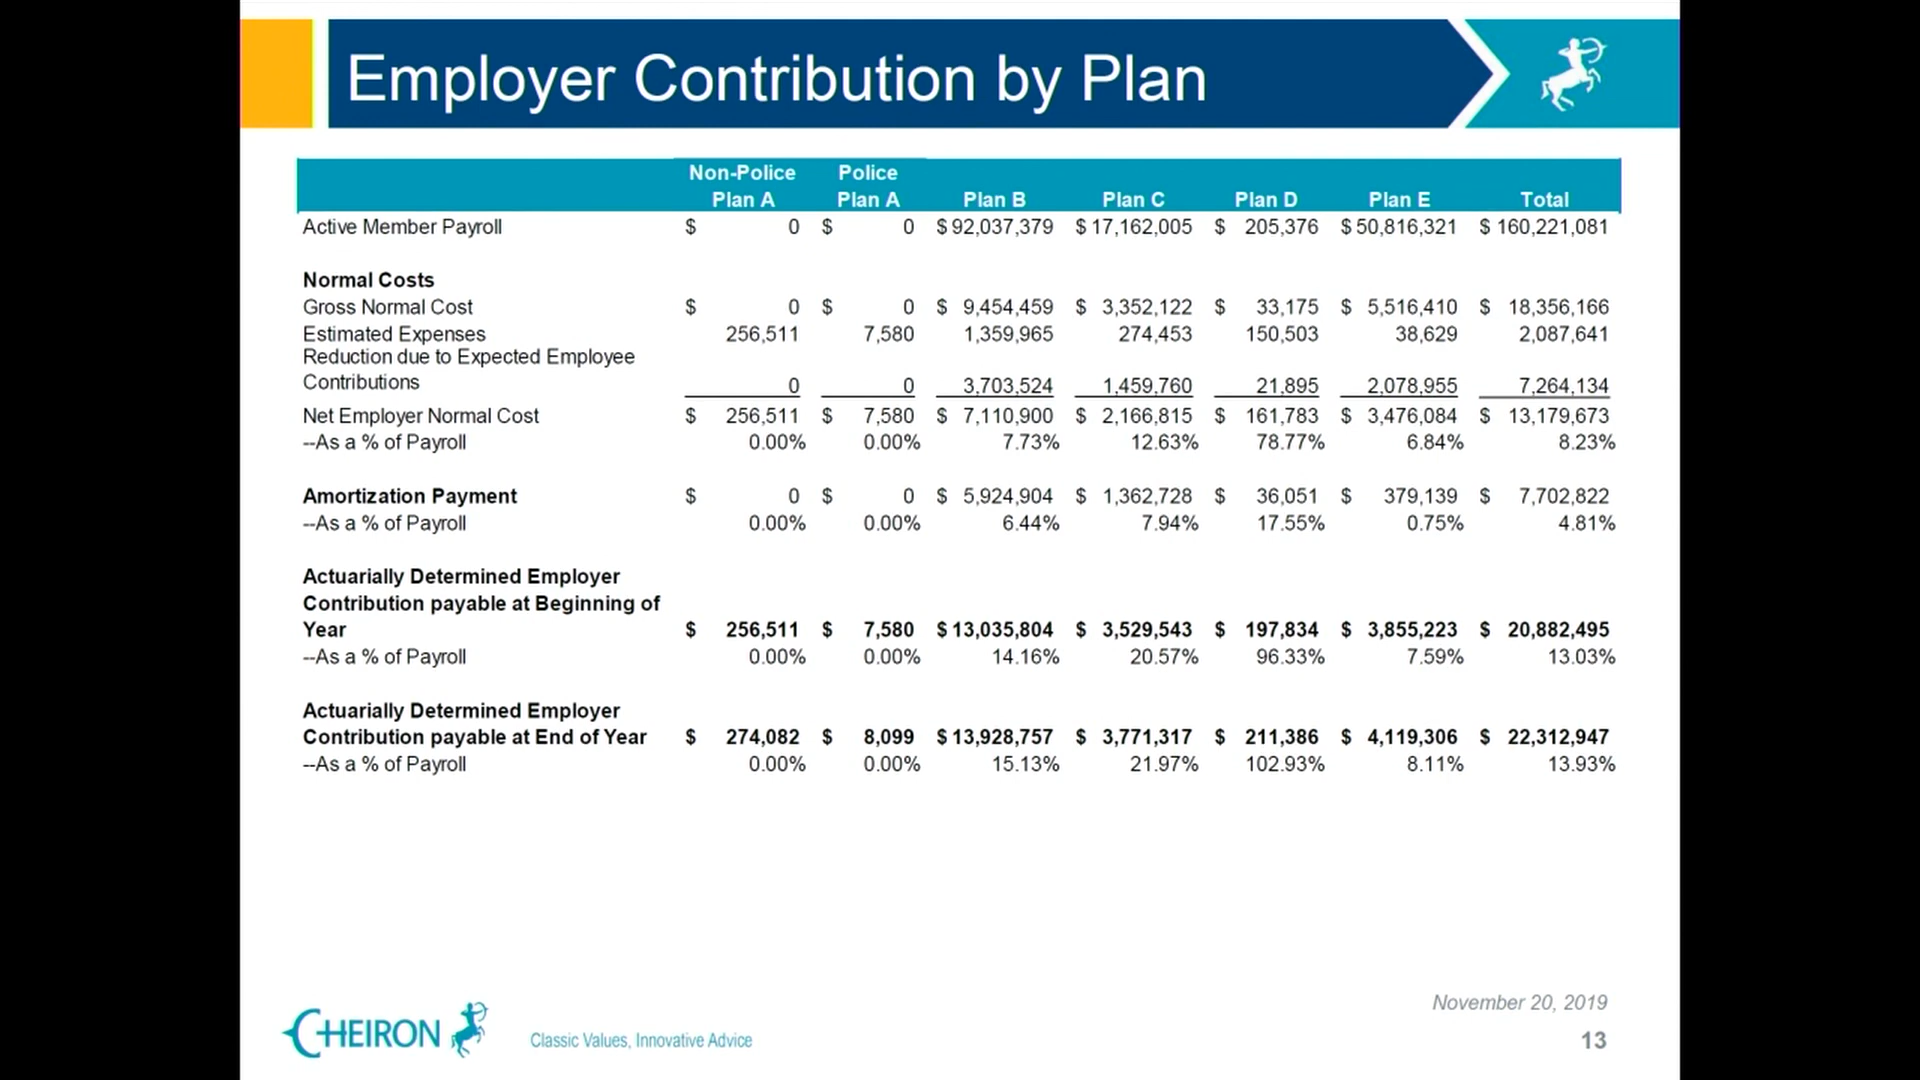 Employer Contribution by Plan
Non-Police Police
Plan A Plan A Plan B Plan C Plan D Plan E Total
Active Member Payroll $ 0 $ 0 $ 92,037,379 $ 17,162,005 $ 205,376 $ 50,816,321 $ 160,221,081
Normal Costs
Gross Normal Cost $ 0 $ 0 $ 9,454,459 $ 3,352,122 $ 33,175 $ 5,516,410 $ 18,356,166
Estimated Expenses 256,511 7,580 1,359,965 274,453 150,503 38,629 2,087,641
Reduction due to Expected Employee
Contributions 0 0 3,703,524 1,459,760 21,895 2,078,955 7,264,134
Net Employer Normal Cost $ 256,511 $ 7,580 $ 7,110,900 $ 2,166,815 $ 161,783 $ 3,476,084 $ 13,179,673
--As a % of Payroll 0.00% 0.00% 7.73% 12.63% 78.77% 6.84% 8.23%
Amortization Payment $ 0 $ 0 $ 5,924,904 $ 1,362,728 $ 36,051 $ 379,139 $ 7,702,822
--As a % of Payroll 0.00% 0.00% 6.44% 7.94% 17.55% 0.75% 4.81%
Actuarially Determined Employer
Contribution payable at Beginning of
Year $ 256,511 $ 7,580 $ 13,035,804 $ 3,529,543 $ 197,834 $ 3,855,223 $ 20,882,495
--As a % of Payroll 0.00% 0.00% 14.16% 20.57% 96.33% 7.59% 13.03%
Actuarially Determined Employer
Contribution payable at End of Year $ 274,082 $ 8,099 $ 13,928,757 $ 3,771,317 $ 211,386 $ 4,119,306 $ 22,312,947
--As a % of Payroll 0.00% 0.00% 15.13% 21.97% 102.93% 8.11% 13.93%
November 20, 2019
CHEIRON Classic Values, Innovative Advice 13